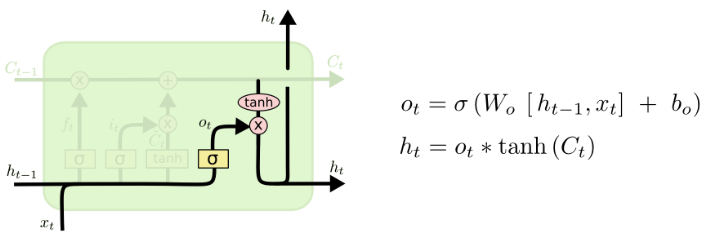 h_t
C_{t-1}
C_t
×
+
tanh
f_t
i_t
C̃_t
o_t
×
×
σ
σ
tanh
σ
h_{t-1}
h_t
x_t
o_t = σ (W_o [h_{t-1}, x_t] + b_o)
h_t = o_t * tanh (C_t)